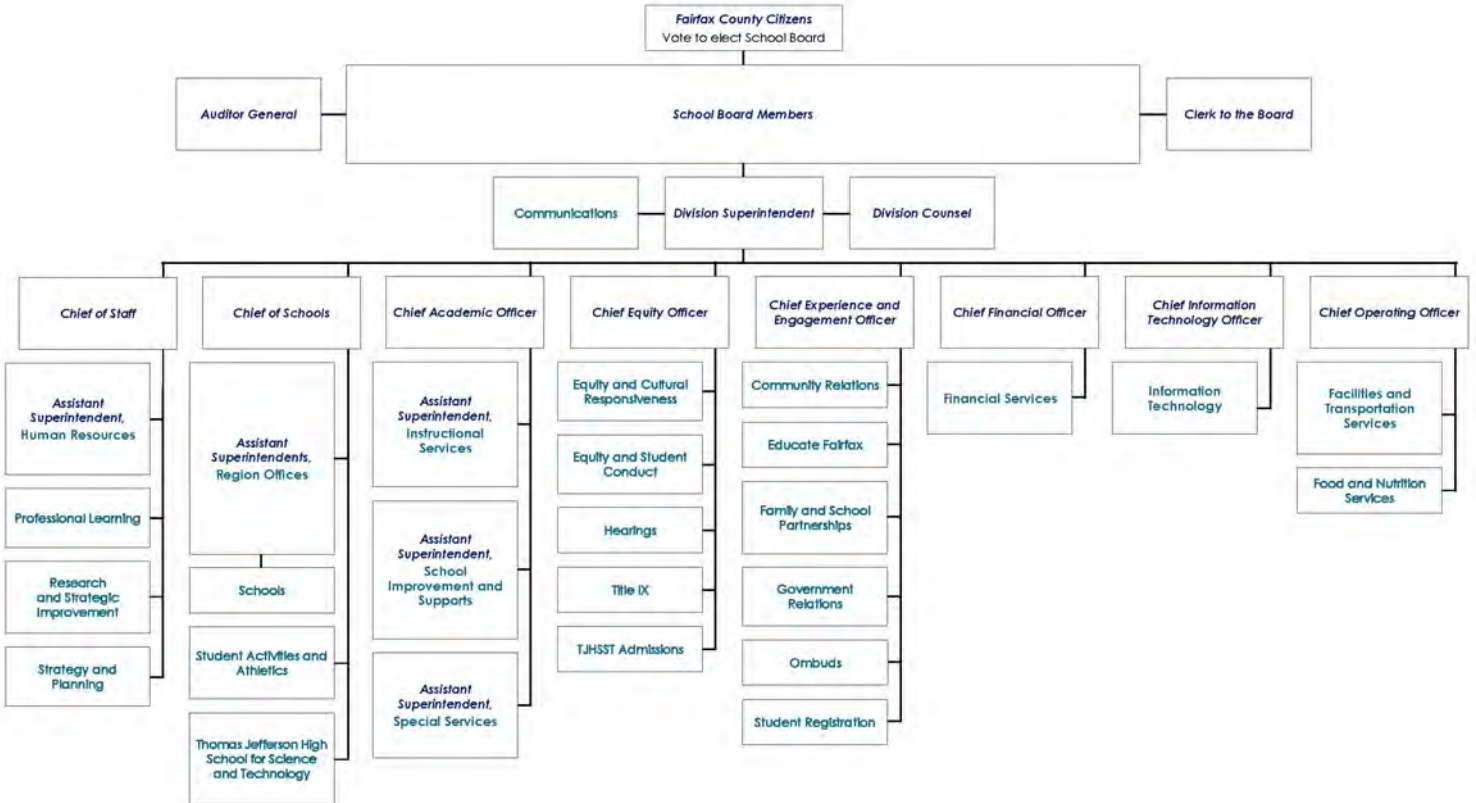 Fairfax County Citizens
Vote to elect School Board
Auditor General
School Board Members
Clerk to the Board
Communications
Division Superintendent
Division Counsel
Chief of Staff
Chief of Schools
Chief Academic Officer
Chief Equity Officer
Chief Experience and
Engagement Officer
Chief Financial Officer
Chief Information
Technology Officer
Chief Operating Officer
Assistant
Superintendent,
Human Resources
Professional Learning
Research
and Strategic
Improvement
Strategy and
Planning
Assistant
Superintendents,
Region Offices
Schools
Student Activities and
Athletics
Thomas Jefferson High
School for Science
and Technology
Assistant
Superintendent,
Instructional
Services
Assistant
Superintendent,
School
Improvement and
Supports
Assistant
Superintendent,
Special Services
Equity and Cultural
Responsiveness
Equity and Student
Conduct
Hearings
Title IX
TJHSST Admissions
Community Relations
Educate Fairfax
Family and School
Partnerships
Government
Relations
Ombuds
Student Registration
Financial Services
Information
Technology
Facilities and
Transportation
Services
Food and Nutrition
Services